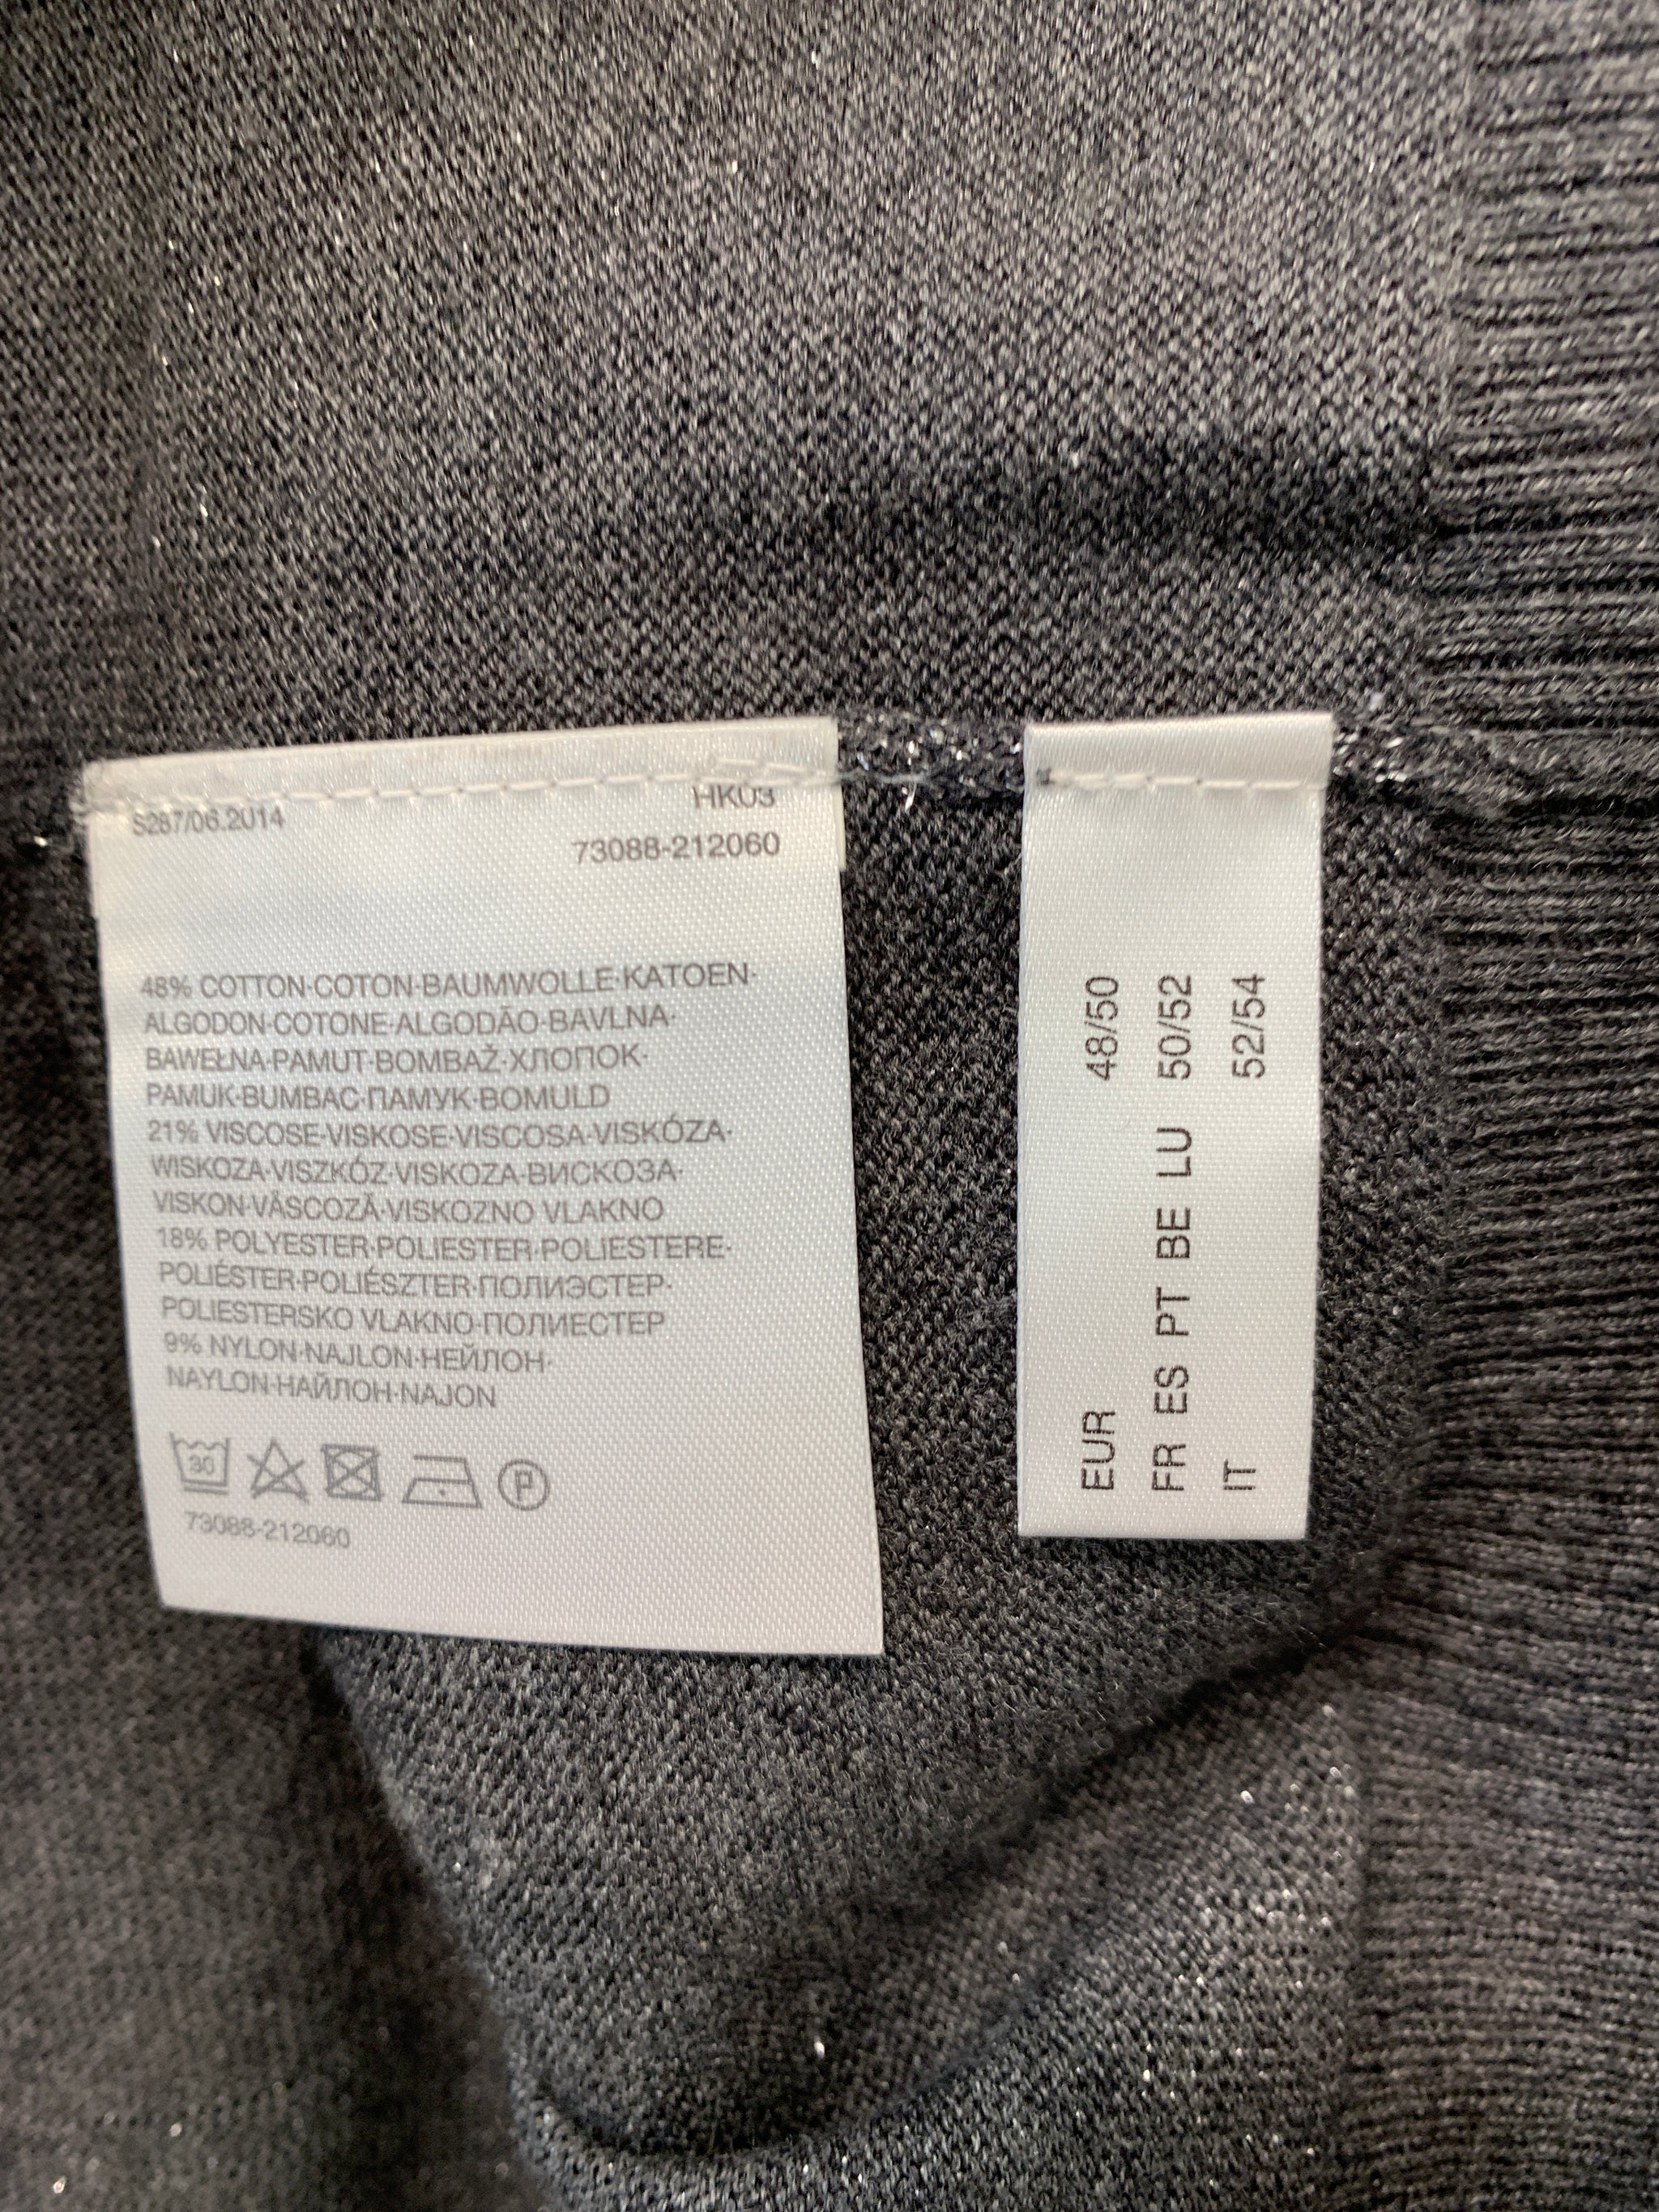 S287/06.2014
HK03
73088-212060
48% COTTON·COTON·BAUMWOLLE·KATOEN·
ALGODON·COTONE·ALGODÃO·BAVLNA·
BAWEŁNA·PAMUT·BOMBAŽ·ХЛОПОК·
PAMUK·BUMBAC·ПАМУК·BOMULD
21% VISCOSE·VISKOSE·VISCOSA·VISKÓZA·
WISKOZA·VISZKÓZ·VISKOZA·ВИСКОЗА·
VISKON·VÂSCOZĂ·VISKOZNO VLAKNO
18% POLYESTER·POLIESTER·POLIESTERE·
POLIÉSTER·POLIÉSZTER·ПОЛИЭСТЕР·
POLIESTERSKO VLAKNO·ПОЛИЕСТЕР
9% NYLON·NAJLON·НЕЙЛОН·
NAYLON·НАЙЛОН·NAJON
30 P
73088-212060
EUR 48/50
FR ES PT BE LU 50/52
IT 52/54